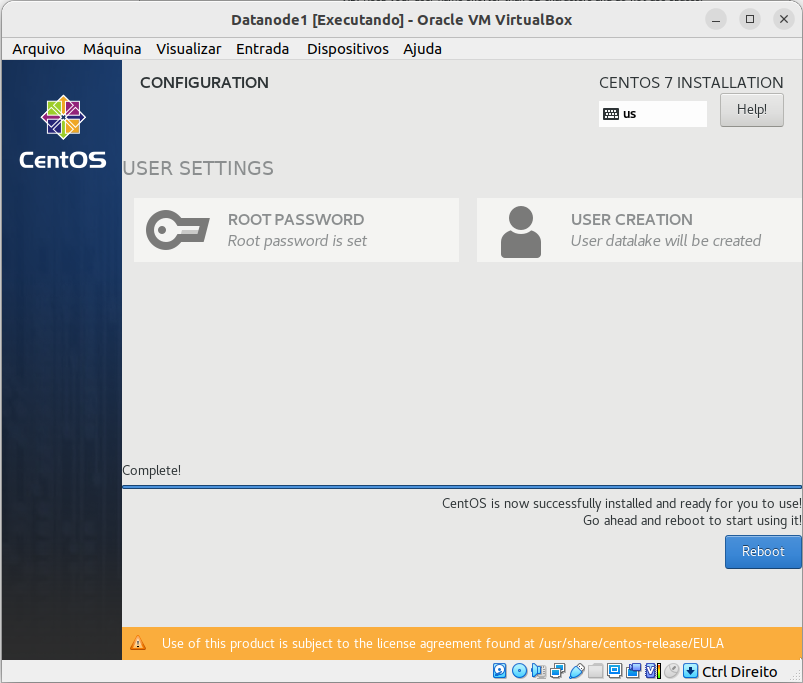 Datanode1 [Executando] - Oracle VM VirtualBox
Arquivo Máquina Visualizar Entrada Dispositivos Ajuda
CentOS
CONFIGURATION
CENTOS 7 INSTALLATION
us
Help!
USER SETTINGS
ROOT PASSWORD
Root password is set
USER CREATION
User datalake will be created
Complete!
CentOS is now successfully installed and ready for you to use!
Go ahead and reboot to start using it!
Reboot
Use of this product is subject to the license agreement found at /usr/share/centos-release/EULA
Ctrl Direito